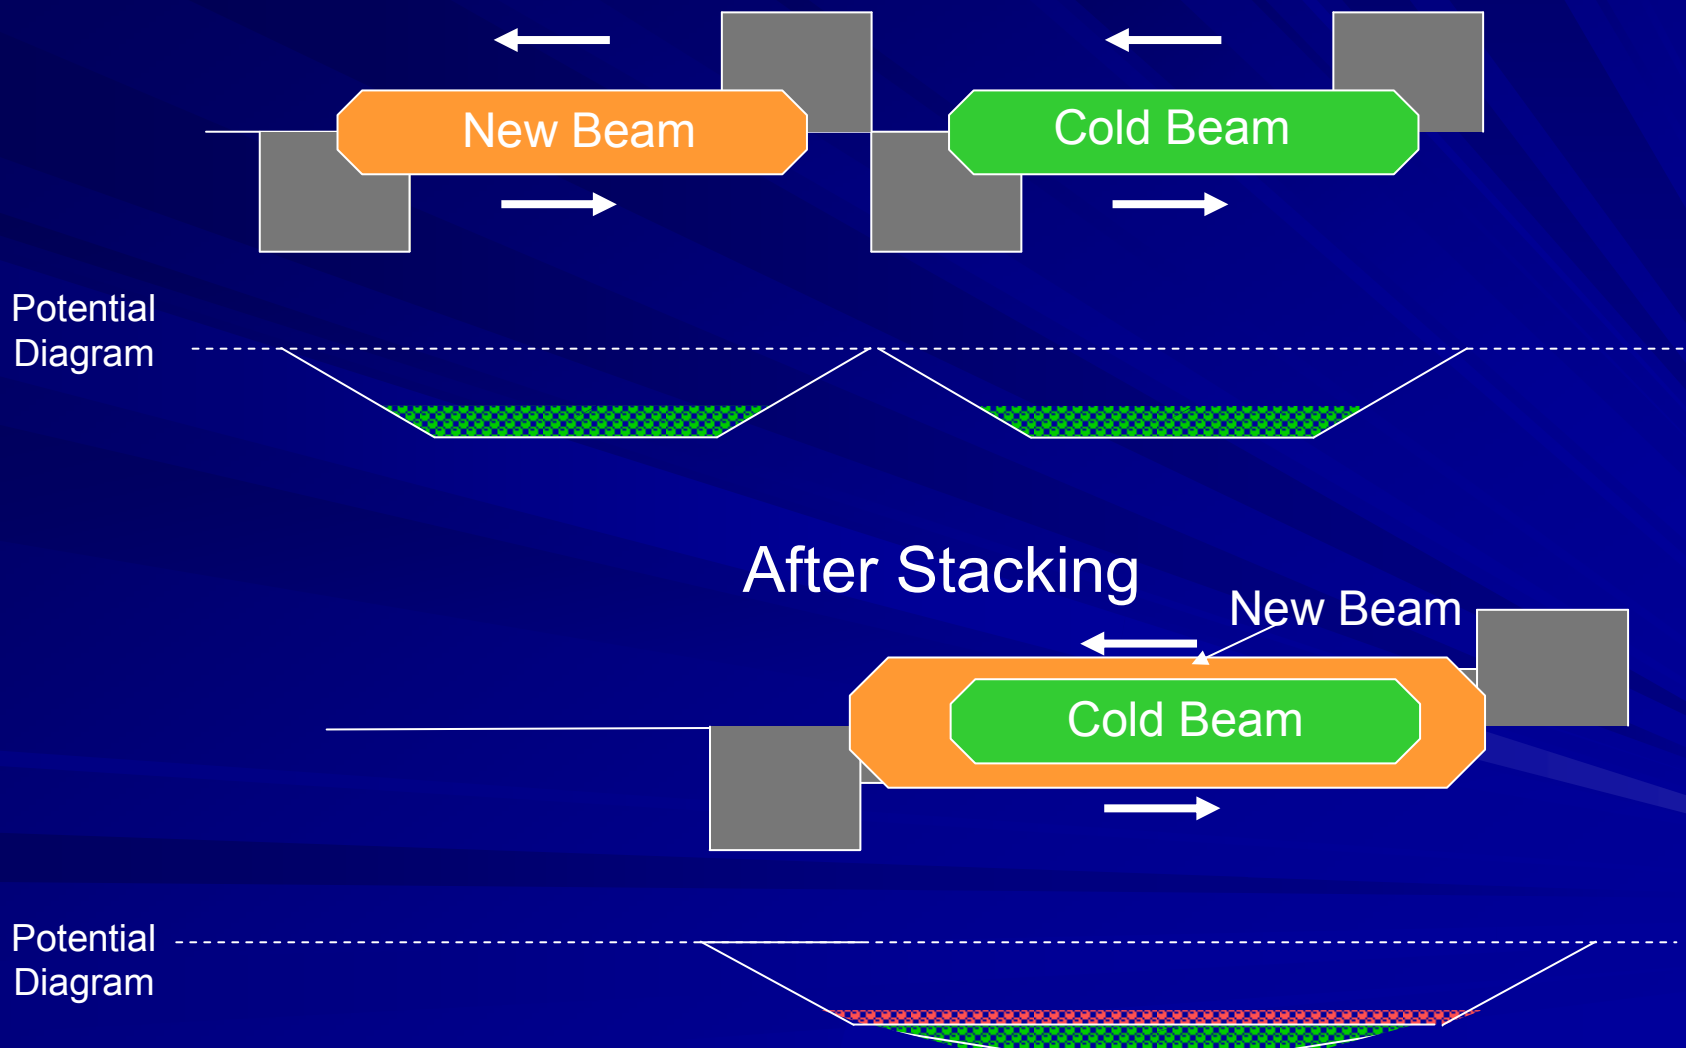 New Beam
Cold Beam
Potential
Diagram
After Stacking
New Beam
Cold Beam
Potential
Diagram